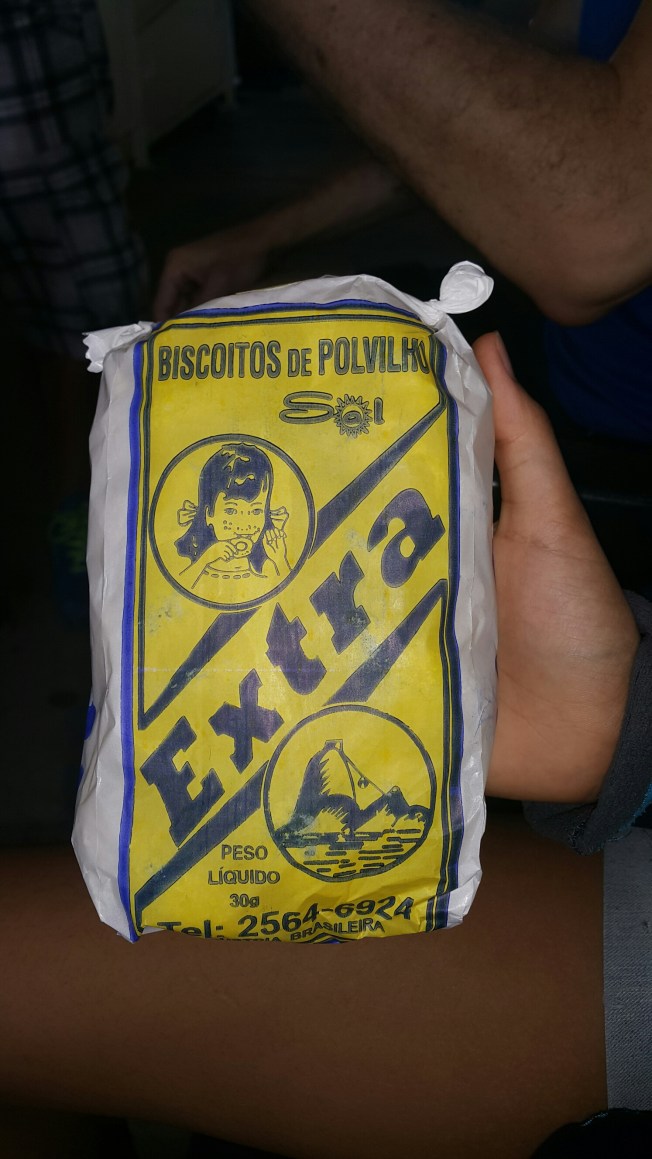 BISCOITOS DE POLVILHO
Sol
Extra
PESO
LÍQUIDO
30g
Tel: 2564-6924
BRASILEIRA